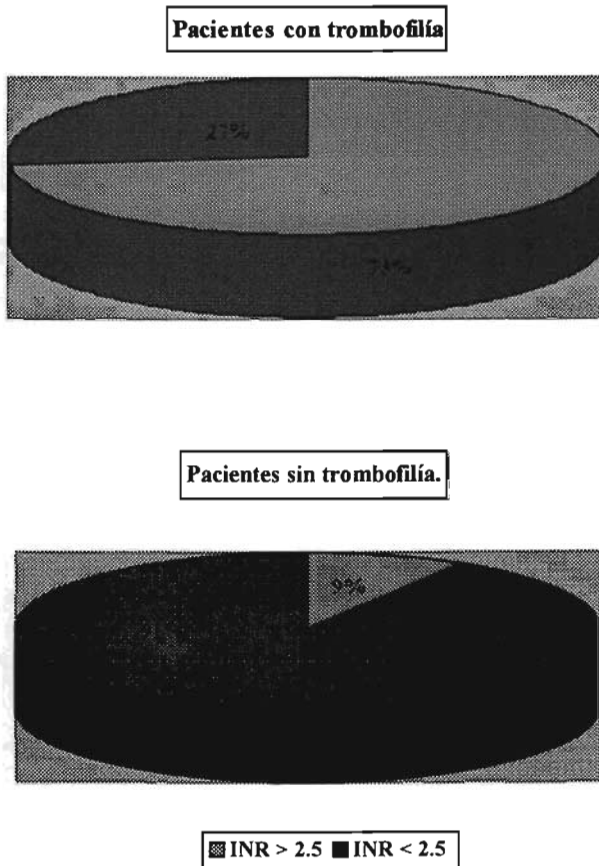 Pacientes con trombofilía
27%
Pacientes sin trombofilía.
9%
INR > 2.5 INR < 2.5